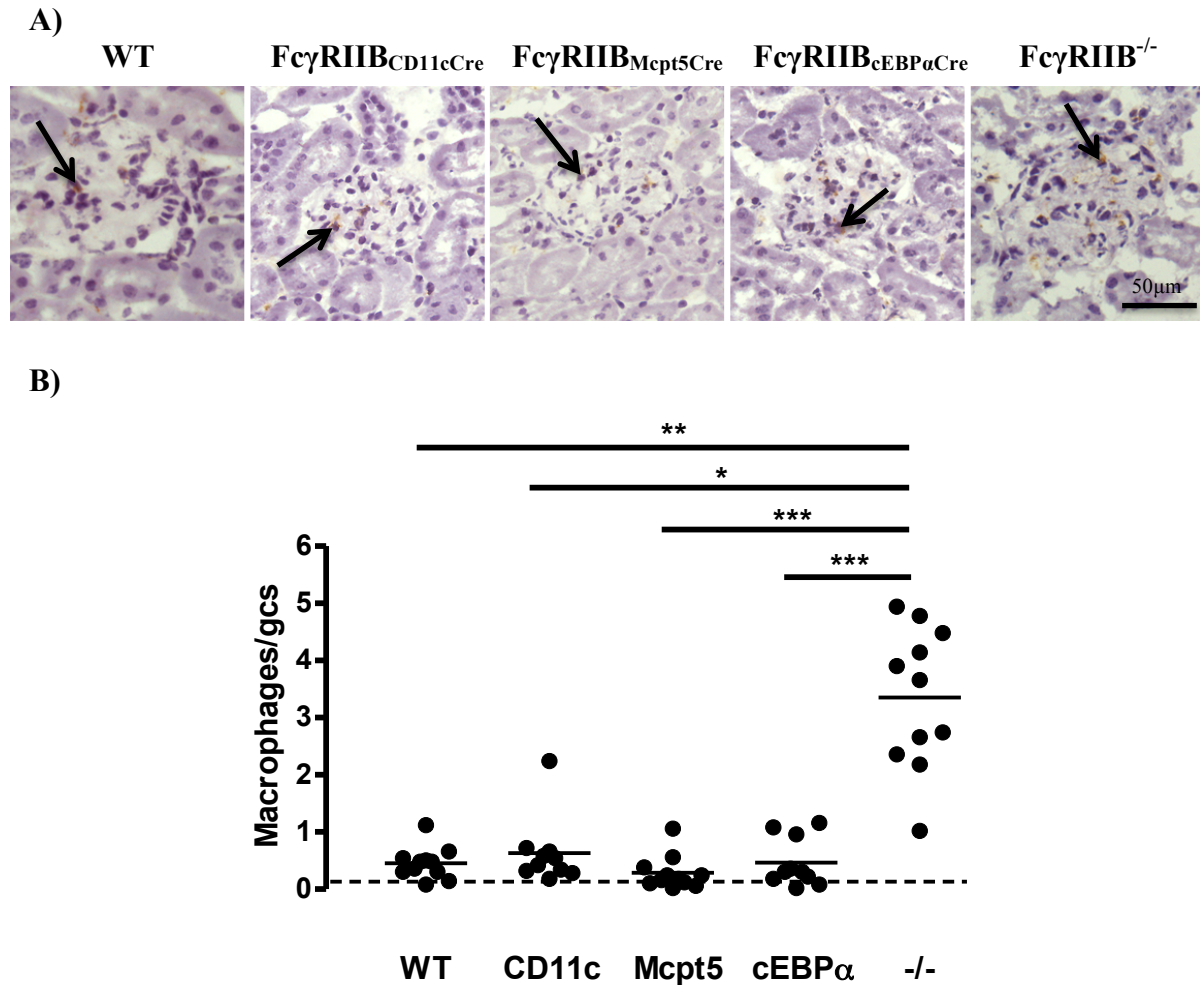 A)
WT FcγRIIBCD11cCre FcγRIIBMcpt5Cre FcγRIIBcEBPαCre FcγRIIB-/-
50μm
B)
**
*
***
***
6
5
4
3
2
1
0
Macrophages/gcs
WT CD11c Mcpt5 cEBPα -/-